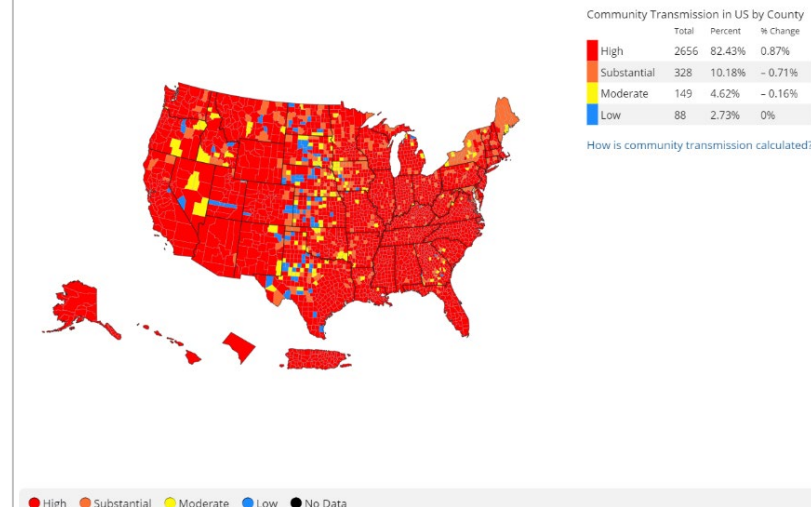 Community Transmission in US by County
Total Percent % Change
High 2656 82.43% 0.87%
Substantial 328 10.18% – 0.71%
Moderate 149 4.62% – 0.16%
Low 88 2.73% 0%
How is community transmission calculated?
High Substantial Moderate Low No Data